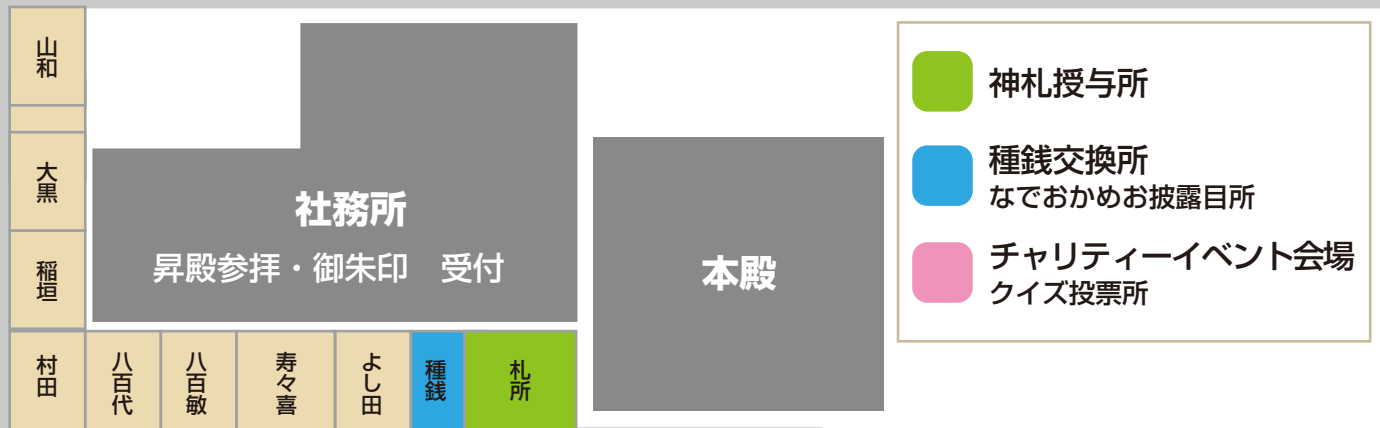 山和
大黒
稲垣
村田
八百代
八百敏
寿々喜
よし田
種銭
札所
社務所
昇殿参拝・御朱印　受付
本殿
神札授与所
種銭交換所
なでおかめお披露目所
チャリティーイベント会場
クイズ投票所